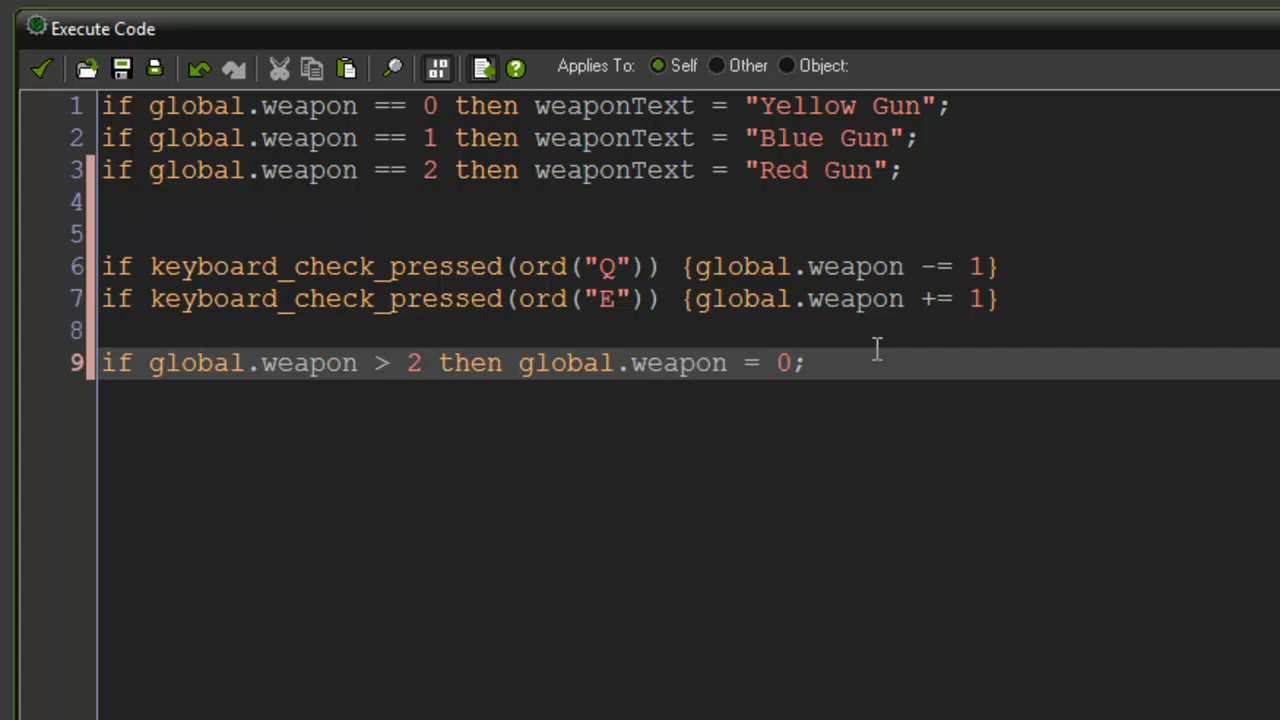 Execute Code
Applies To: Self Other Object:
1 if global.weapon == 0 then weaponText = "Yellow Gun";
2 if global.weapon == 1 then weaponText = "Blue Gun";
3 if global.weapon == 2 then weaponText = "Red Gun";
4
5
6 if keyboard_check_pressed(ord("Q")) {global.weapon -= 1}
7 if keyboard_check_pressed(ord("E")) {global.weapon += 1}
8
9 if global.weapon > 2 then global.weapon = 0;